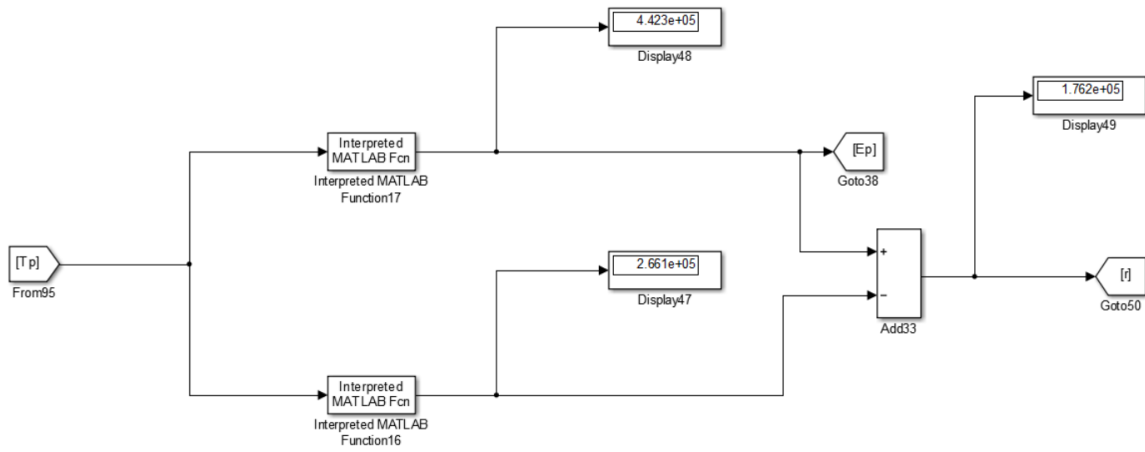 4.423e+05
Display48
1.762e+05
Display49
Interpreted
MATLAB Fcn
Interpreted MATLAB
Function17
[Ep]
Goto38
[Tp]
From95
+
−
Add33
2.661e+05
Display47
[r]
Goto50
Interpreted
MATLAB Fcn
Interpreted MATLAB
Function16